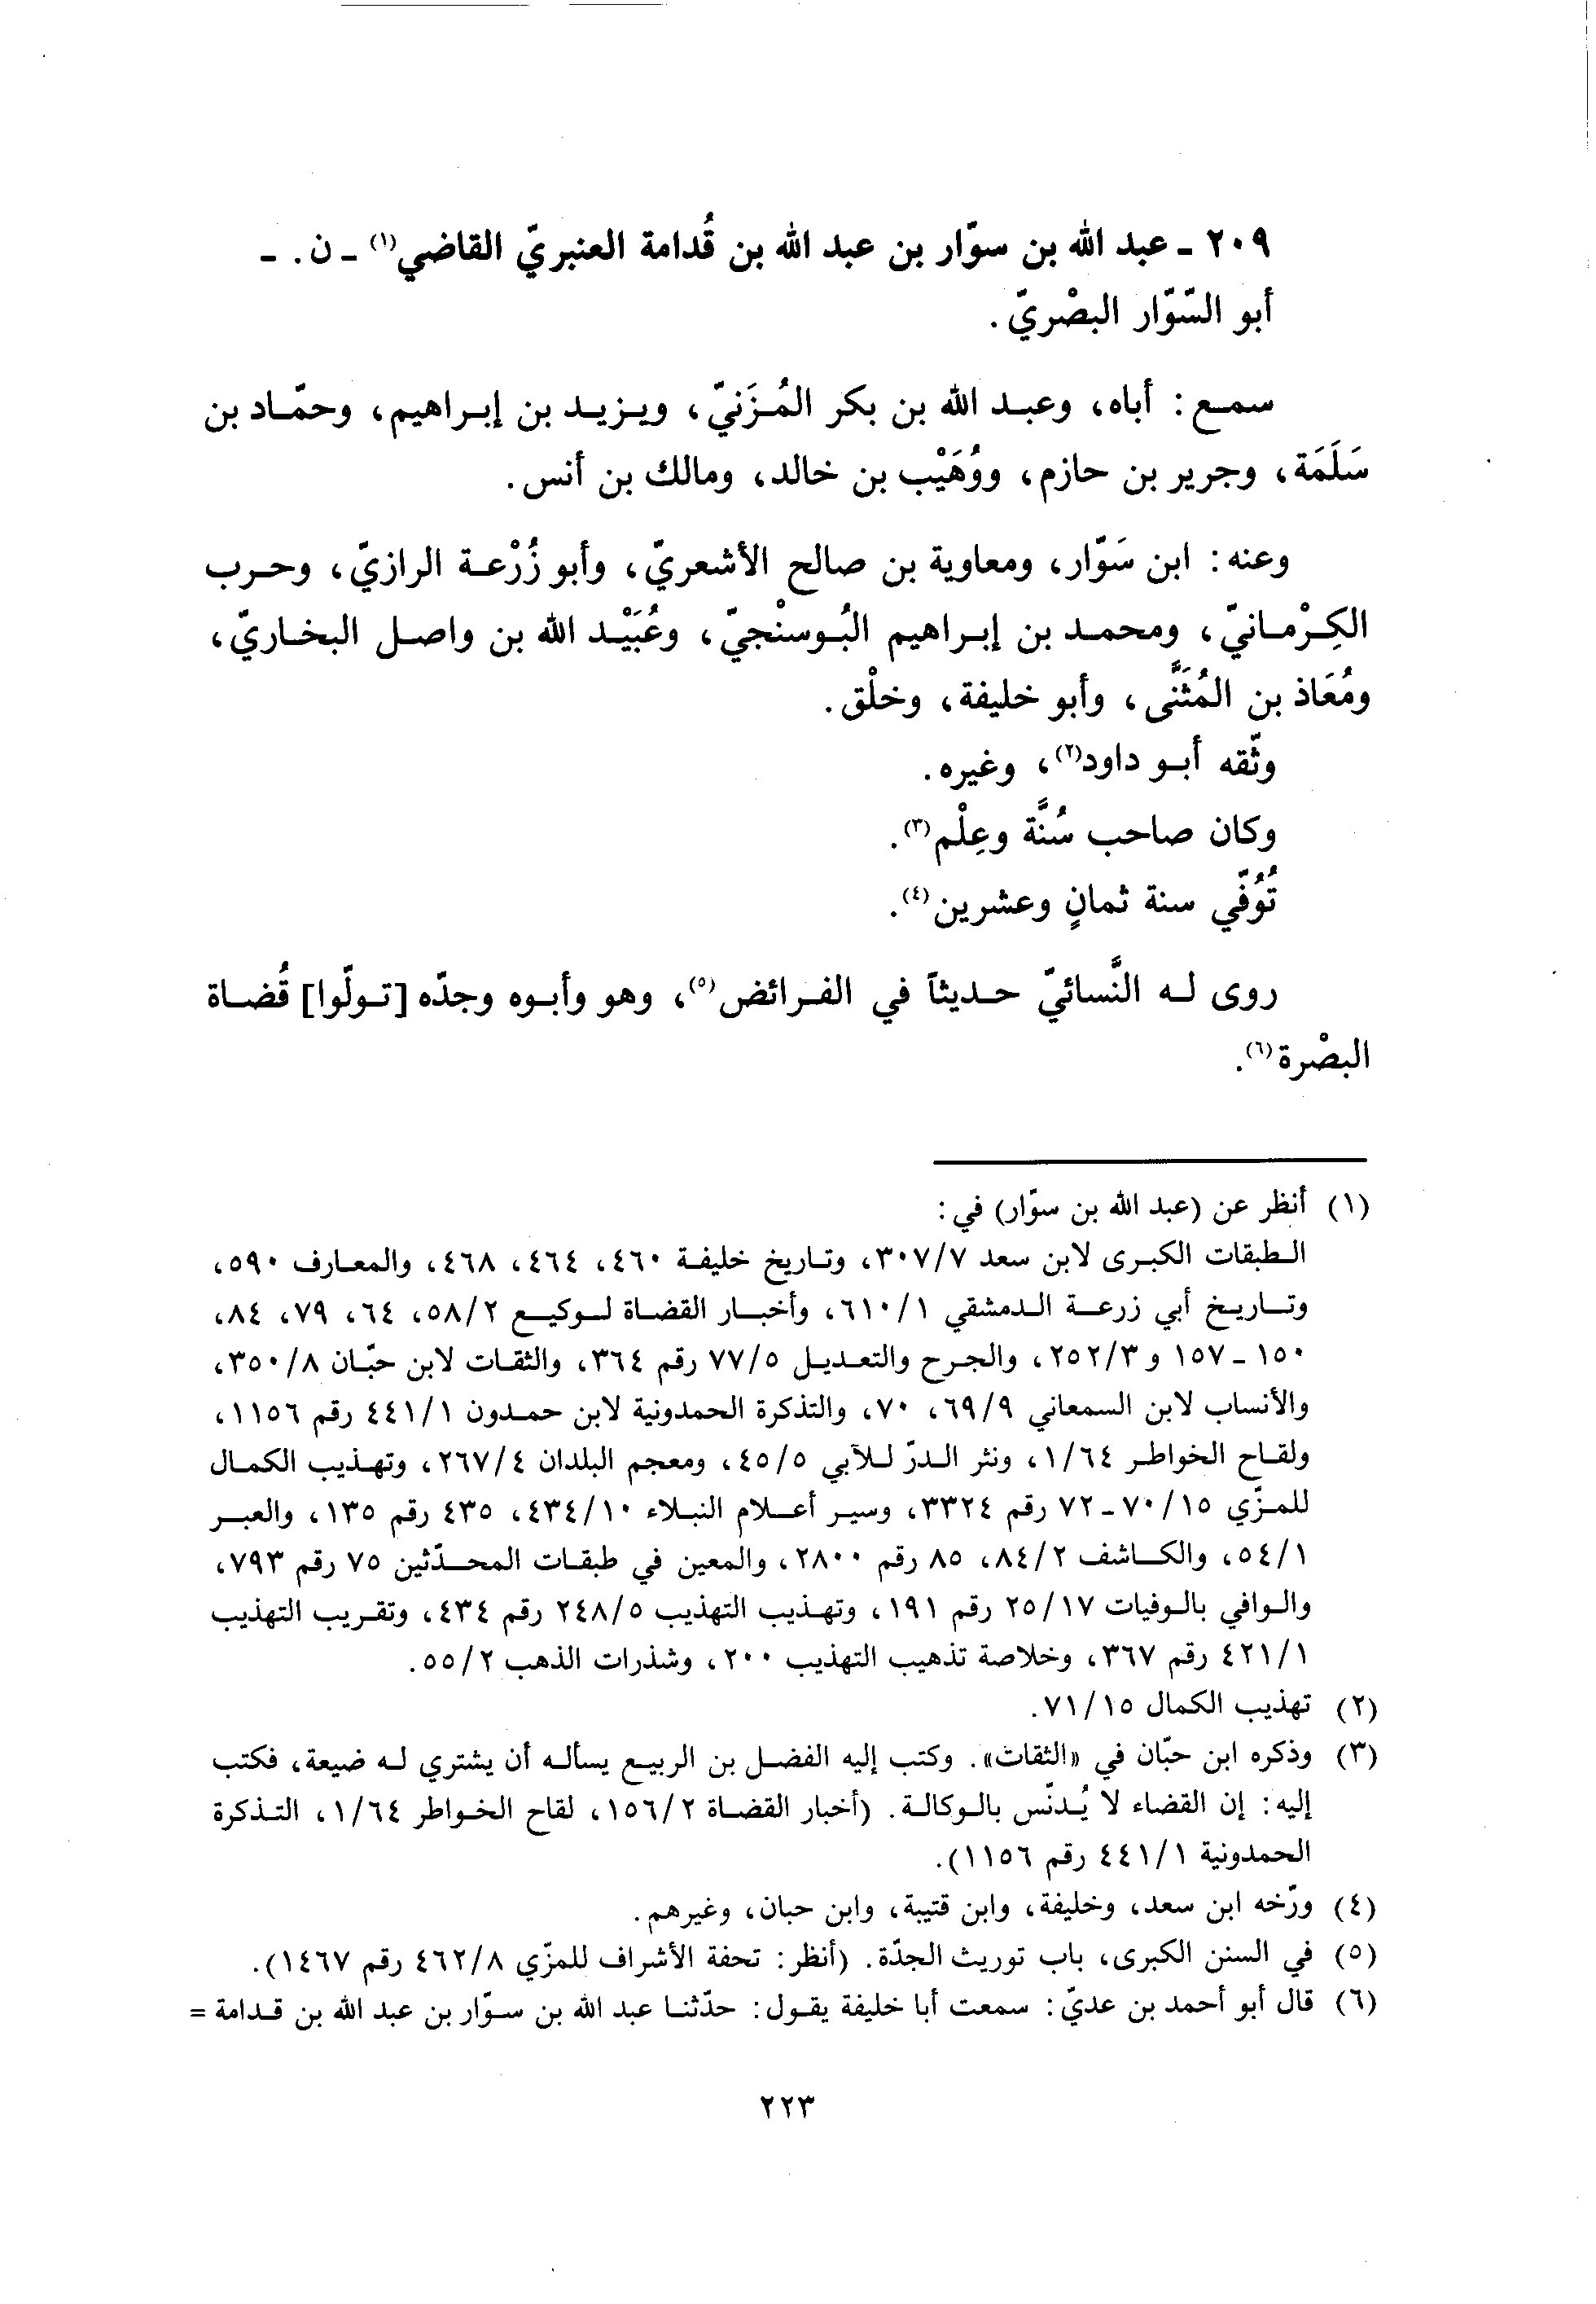 ٢٠٩ ـ عبد الله بن سوّار بن عبد الله بن قُدامة العنبريّ القاضي(١) ـ ن. ـ
أبو السّوّار البصْريّ.
سمع: أباه، وعبد الله بن بكر المُزَنيّ، ويزيد بن إبراهيم، وحمّاد بن
سَلَمَة، وجرير بن حازم، ووُهَيْب بن خالد، ومالك بن أنس.
وعنه: ابن سَوّار، ومعاوية بن صالح الأشعريّ، وأبو زُرْعة الرازيّ، وحرب
الكِرْمانيّ، ومحمد بن إبراهيم البُوسنْجيّ، وعُبَيْد الله بن واصل البخاريّ،
ومُعَاذ بن المُثَنَّى، وأبو خليفة، وخلْق.
وثّقه أبو داود(٢)، وغيره.
وكان صاحب سُنَّة وعِلْم(٣).
تُوُفّي سنة ثمانٍ وعشرين(٤).
روى له النَّسائيّ حديثاً في الفرائض(٥)، وهو وأبوه وجدّه [تولّوا] قُضاة
البصْرة(٦).
(١) أنظر عن (عبد الله بن سوّار) في:
الطبقات الكبرى لابن سعد ٣٠٧/٧، وتاريخ خليفة ٤٦٠، ٤٦٤، ٤٦٨، والمعارف ٥٩٠،
وتاريخ أبي زرعة الدمشقي ٦١٠/١، وأخبار القضاة لوكيع ٥٨/٢، ٦٤، ٧٩، ٨٤،
١٥٠ ـ ١٥٧ و ٢٥٢/٣، والجرح والتعديل ٧٧/٥ رقم ٣٦٤، والثقات لابن حبّان ٣٥٠/٨،
والأنساب لابن السمعاني ٦٩/٩، ٧٠، والتذكرة الحمدونية لابن حمدون ٤٤١/١ رقم ١١٥٦،
ولقاح الخواطر ١/٦٤، ونثر الدرّ للآبي ٤٥/٥، ومعجم البلدان ٢٦٧/٤، وتهذيب الكمال
للمزّي ٧٠/١٥ ـ ٧٢ رقم ٣٣٢٤، وسير أعلام النبلاء ٤٣٤/١٠، ٤٣٥ رقم ١٣٥، والعبر
٥٤/١، والكاشف ٨٤/٢، ٨٥ رقم ٢٨٠٠، والمعين في طبقات المحدّثين ٧٥ رقم ٧٩٣،
والوافي بالوفيات ٢٥/١٧ رقم ١٩١، وتهذيب التهذيب ٢٤٨/٥ رقم ٤٣٤، وتقريب التهذيب
٤٢١/١ رقم ٣٦٧، وخلاصة تذهيب التهذيب ٢٠٠، وشذرات الذهب ٥٥/٢.
(٢) تهذيب الكمال ٧١/١٥.
(٣) وذكره ابن حبّان في «الثقات». وكتب إليه الفضل بن الربيع يسأله أن يشتري له ضيعة، فكتب
إليه: إن القضاء لا يُدنّس بالوكالة. (أخبار القضاة ١٥٦/٢، لقاح الخواطر ١/٦٤، التذكرة
الحمدونية ٤٤١/١ رقم ١١٥٦).
(٤) ورّخه ابن سعد، وخليفة، وابن قتيبة، وابن حبان، وغيرهم.
(٥) في السنن الكبرى، باب توريث الجدّة. (أنظر: تحفة الأشراف للمزّي ٤٦٢/٨ رقم ١٤٦٧).
(٦) قال أبو أحمد بن عديّ: سمعت أبا خليفة يقول: حدّثنا عبد الله بن سوّار بن عبد الله بن قدامة =
٢٢٣